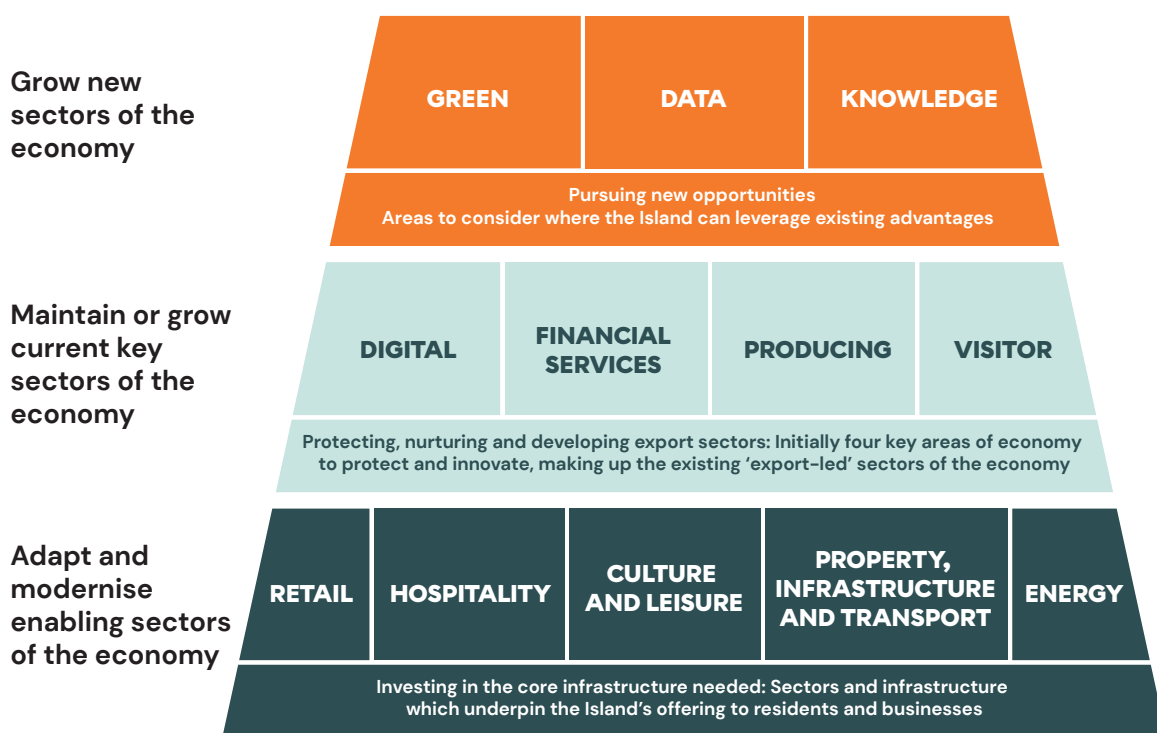 Grow new
sectors of the
economy
GREEN
DATA
KNOWLEDGE
Pursuing new opportunities
Areas to consider where the Island can leverage existing advantages
Maintain or grow
current key
sectors of the
economy
DIGITAL
FINANCIAL
SERVICES
PRODUCING
VISITOR
Protecting, nurturing and developing export sectors: Initially four key areas of economy
to protect and innovate, making up the existing ‘export-led’ sectors of the economy
Adapt and
modernise
enabling sectors
of the economy
RETAIL
HOSPITALITY
CULTURE
AND LEISURE
PROPERTY,
INFRASTRUCTURE
AND TRANSPORT
ENERGY
Investing in the core infrastructure needed: Sectors and infrastructure
which underpin the Island’s offering to residents and businesses